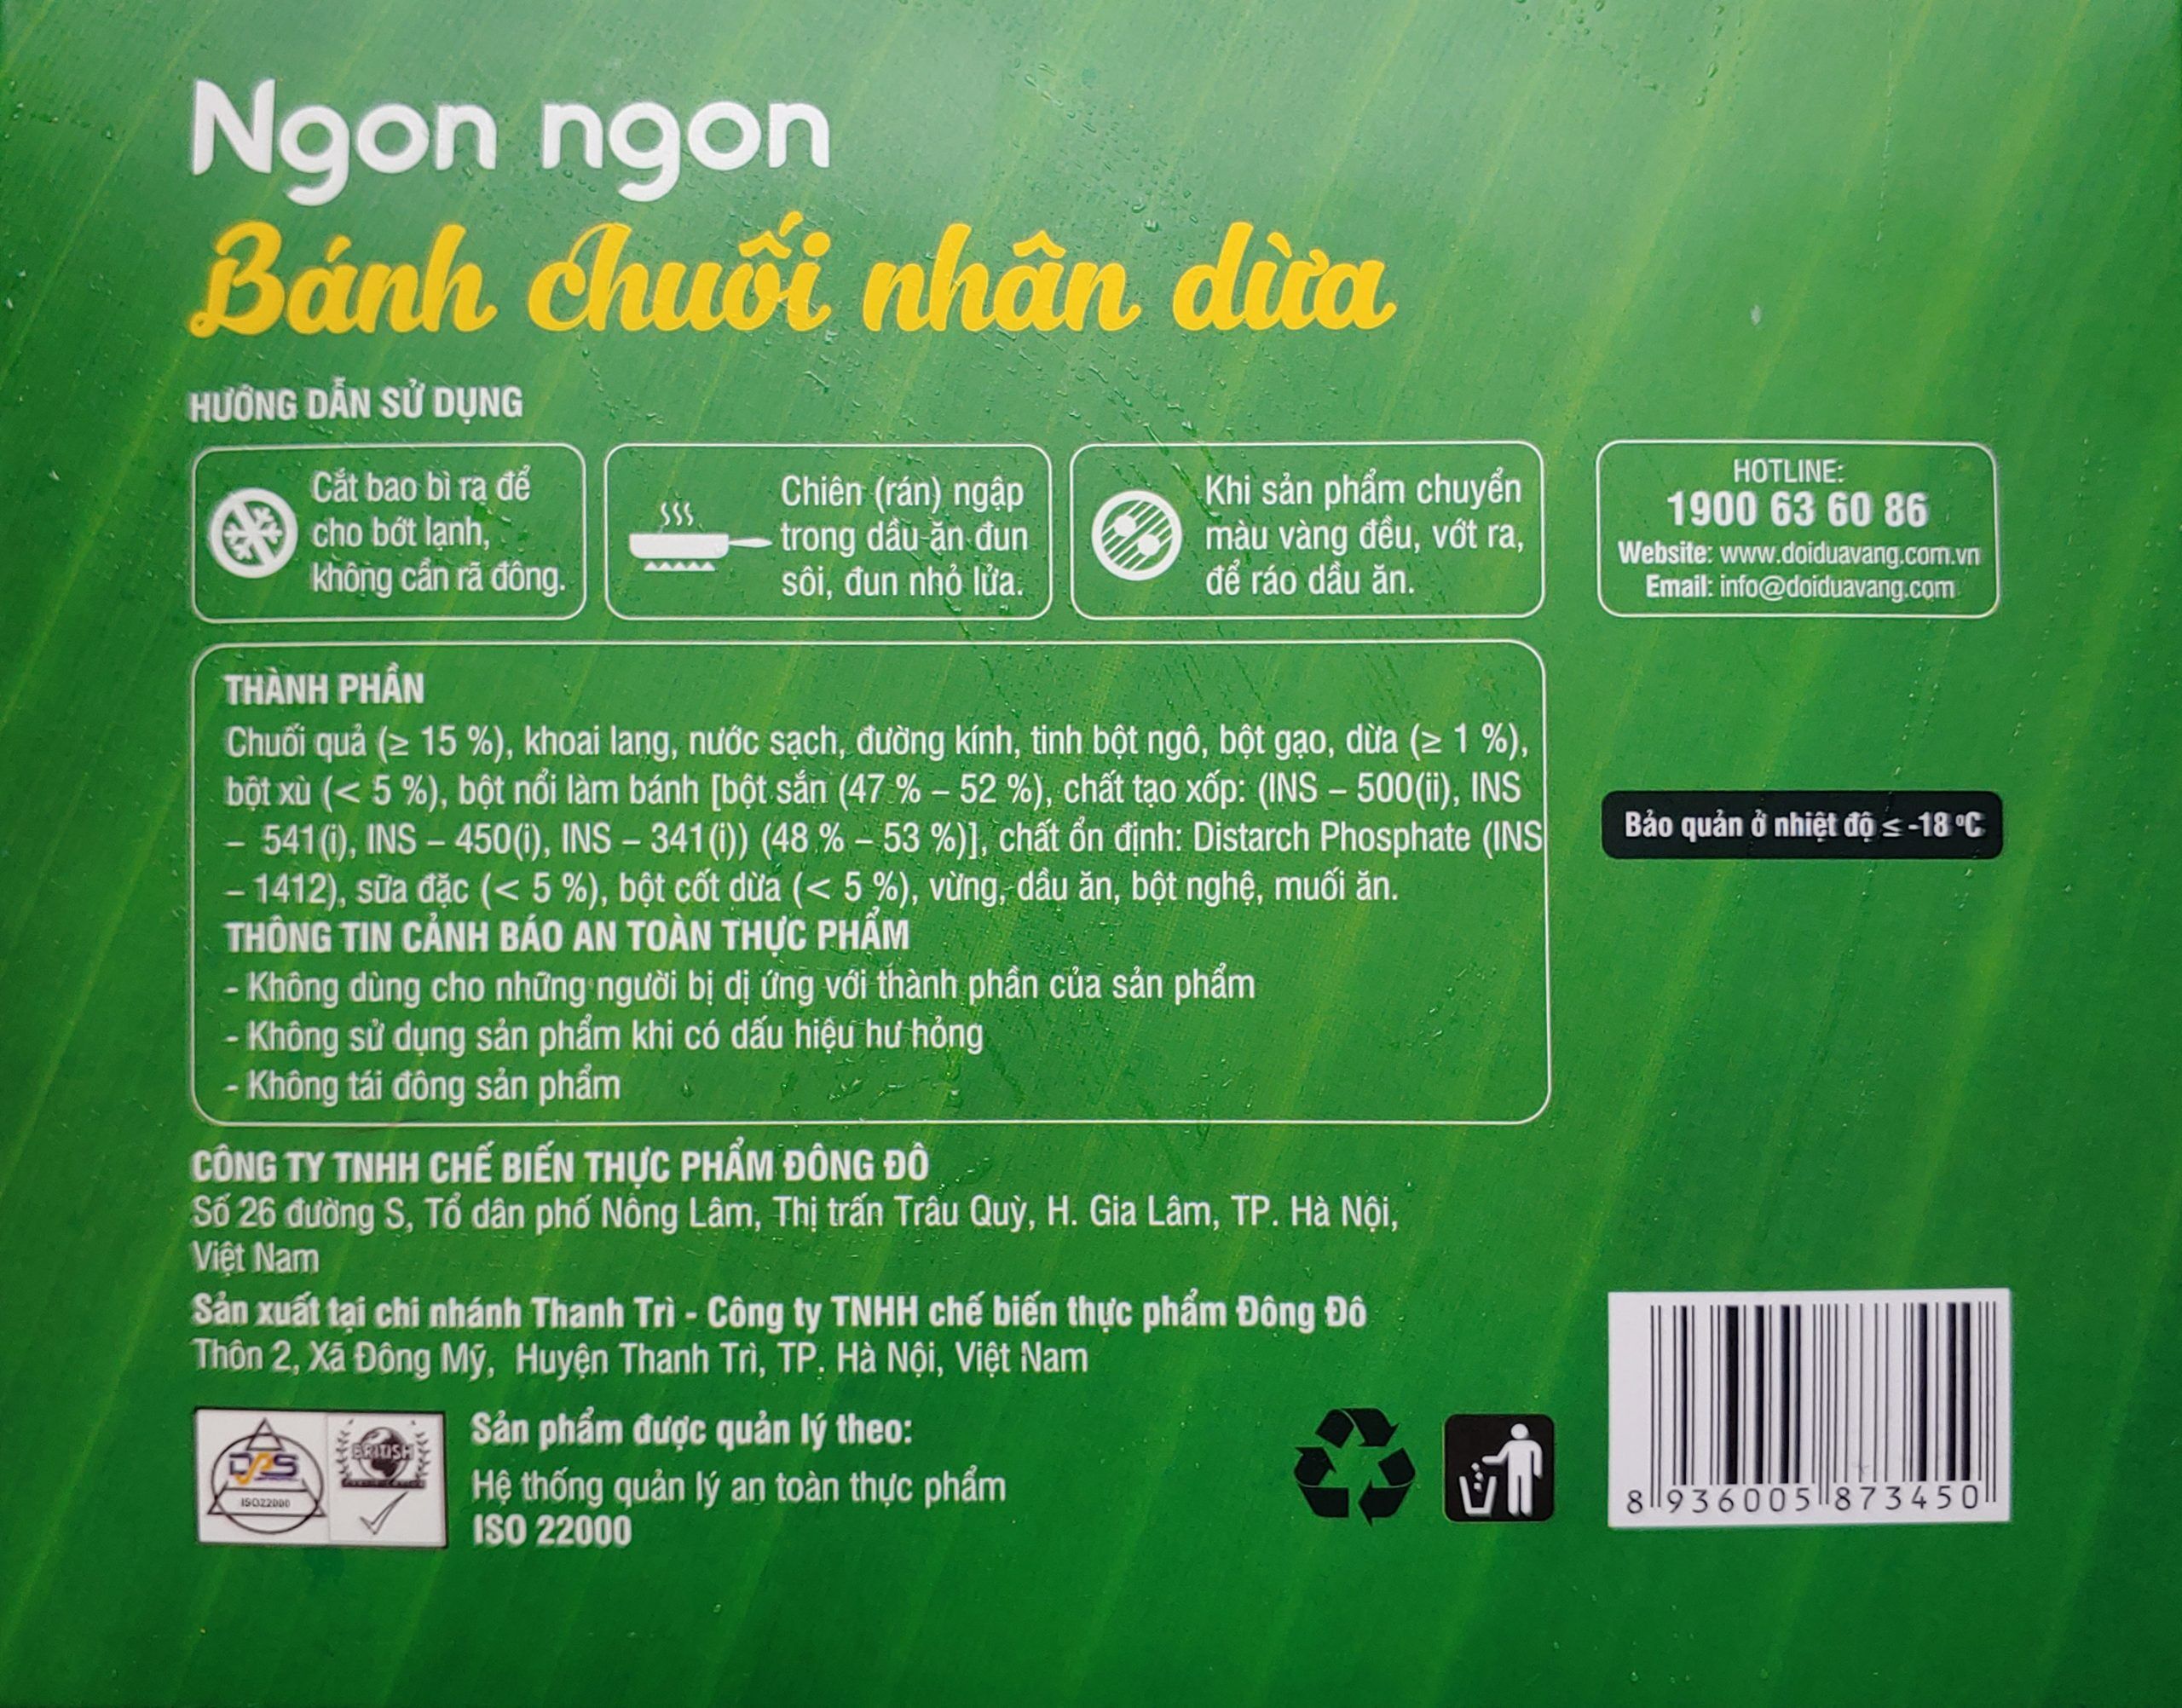 Ngon ngon
Bánh chuối nhân dừa
HƯỚNG DẪN SỬ DỤNG
Cắt bao bì ra để
cho bớt lạnh,
không cần rã đông.
Chiên (rán) ngập
trong dầu ăn đun
sôi, đun nhỏ lửa.
Khi sản phẩm chuyển
màu vàng đều, vớt ra,
để ráo dầu ăn.
HOTLINE:
1900 63 60 86
Website: www.doiduavang.com.vn
Email: info@doiduavang.com
THÀNH PHẦN
Chuối quả (≥ 15 %), khoai lang, nước sạch, đường kính, tinh bột ngô, bột gạo, dừa (≥ 1 %),
bột xù (< 5 %), bột nổi làm bánh [bột sắn (47 % – 52 %), chất tạo xốp: (INS – 500(ii), INS
– 541(i), INS – 450(i), INS – 341(i)) (48 % – 53 %)], chất ổn định: Distarch Phosphate (INS
– 1412), sữa đặc (< 5 %), bột cốt dừa (< 5 %), vừng, dầu ăn, bột nghệ, muối ăn.
THÔNG TIN CẢNH BÁO AN TOÀN THỰC PHẨM
- Không dùng cho những người bị dị ứng với thành phần của sản phẩm
- Không sử dụng sản phẩm khi có dấu hiệu hư hỏng
- Không tái đông sản phẩm
Bảo quản ở nhiệt độ ≤ -18 °C
CÔNG TY TNHH CHẾ BIẾN THỰC PHẨM ĐÔNG ĐÔ
Số 26 đường S, Tổ dân phố Nông Lâm, Thị trấn Trâu Quỳ, H. Gia Lâm, TP. Hà Nội,
Việt Nam
Sản xuất tại chi nhánh Thanh Trì - Công ty TNHH chế biến thực phẩm Đông Đô
Thôn 2, Xã Đông Mỹ, Huyện Thanh Trì, TP. Hà Nội, Việt Nam
DAS
ISO22000
BRITISH
Sản phẩm được quản lý theo:
Hệ thống quản lý an toàn thực phẩm
ISO 22000
8 936005 873450